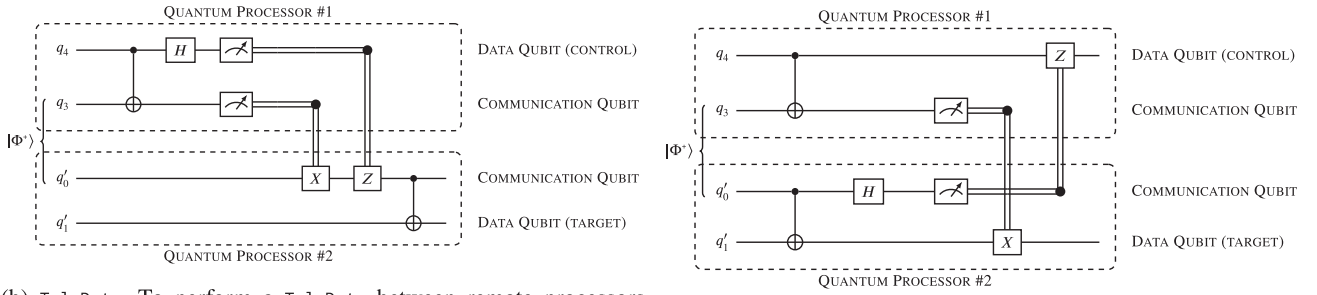 QUANTUM PROCESSOR #1
q4 H DATA QUBIT (CONTROL)
q3 COMMUNICATION QUBIT
|Φ⁺⟩
q′0 X Z COMMUNICATION QUBIT
q′1 DATA QUBIT (TARGET)
QUANTUM PROCESSOR #2
QUANTUM PROCESSOR #1
q4 Z DATA QUBIT (CONTROL)
q3 COMMUNICATION QUBIT
|Φ⁺⟩
q′0 H COMMUNICATION QUBIT
q′1 X DATA QUBIT (TARGET)
QUANTUM PROCESSOR #2
To perform a between remote processors